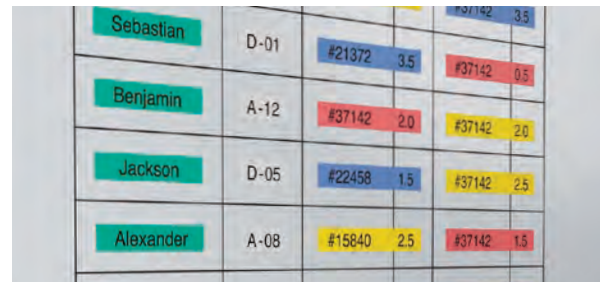 #37142 3.5
Sebastian D-01 #21372 3.5 #37142 0.5
Benjamin A-12 #37142 2.0 #37142 2.0
Jackson D-05 #22458 1.5 #37142 2.5
Alexander A-08 #15840 2.5 #37142 1.5